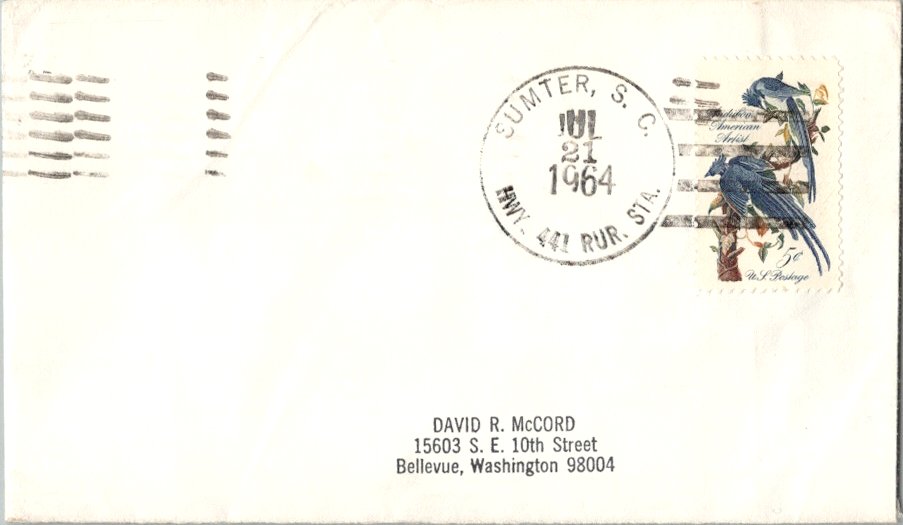 SUMTER, S. C.
JUL
21
1964
HWY. 441 RUR. STA.
Audubon
American
Artist
5¢
U.S. Postage
DAVID R. McCORD
15603 S. E. 10th Street
Bellevue, Washington 98004